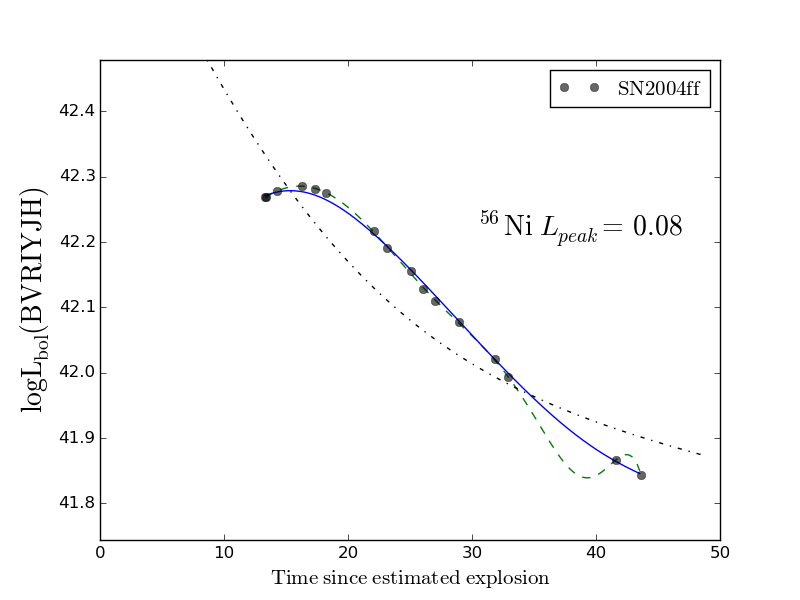 SN2004ff
42.4
42.3
42.2
42.1
42.0
41.9
41.8
⁵⁶Ni L_peak = 0.08
logL_bol(BVRIYJH)
0 10 20 30 40 50
Time since estimated explosion